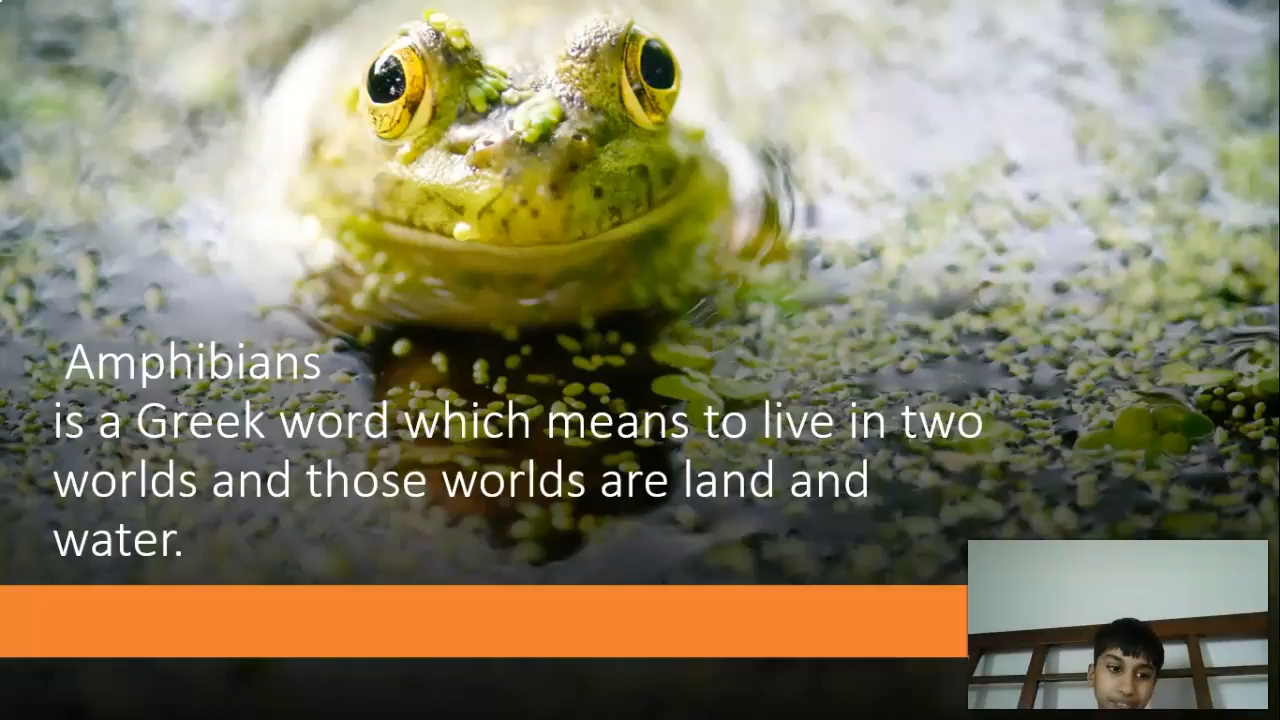 Amphibians
is a Greek word which means to live in two
worlds and those worlds are land and
water.